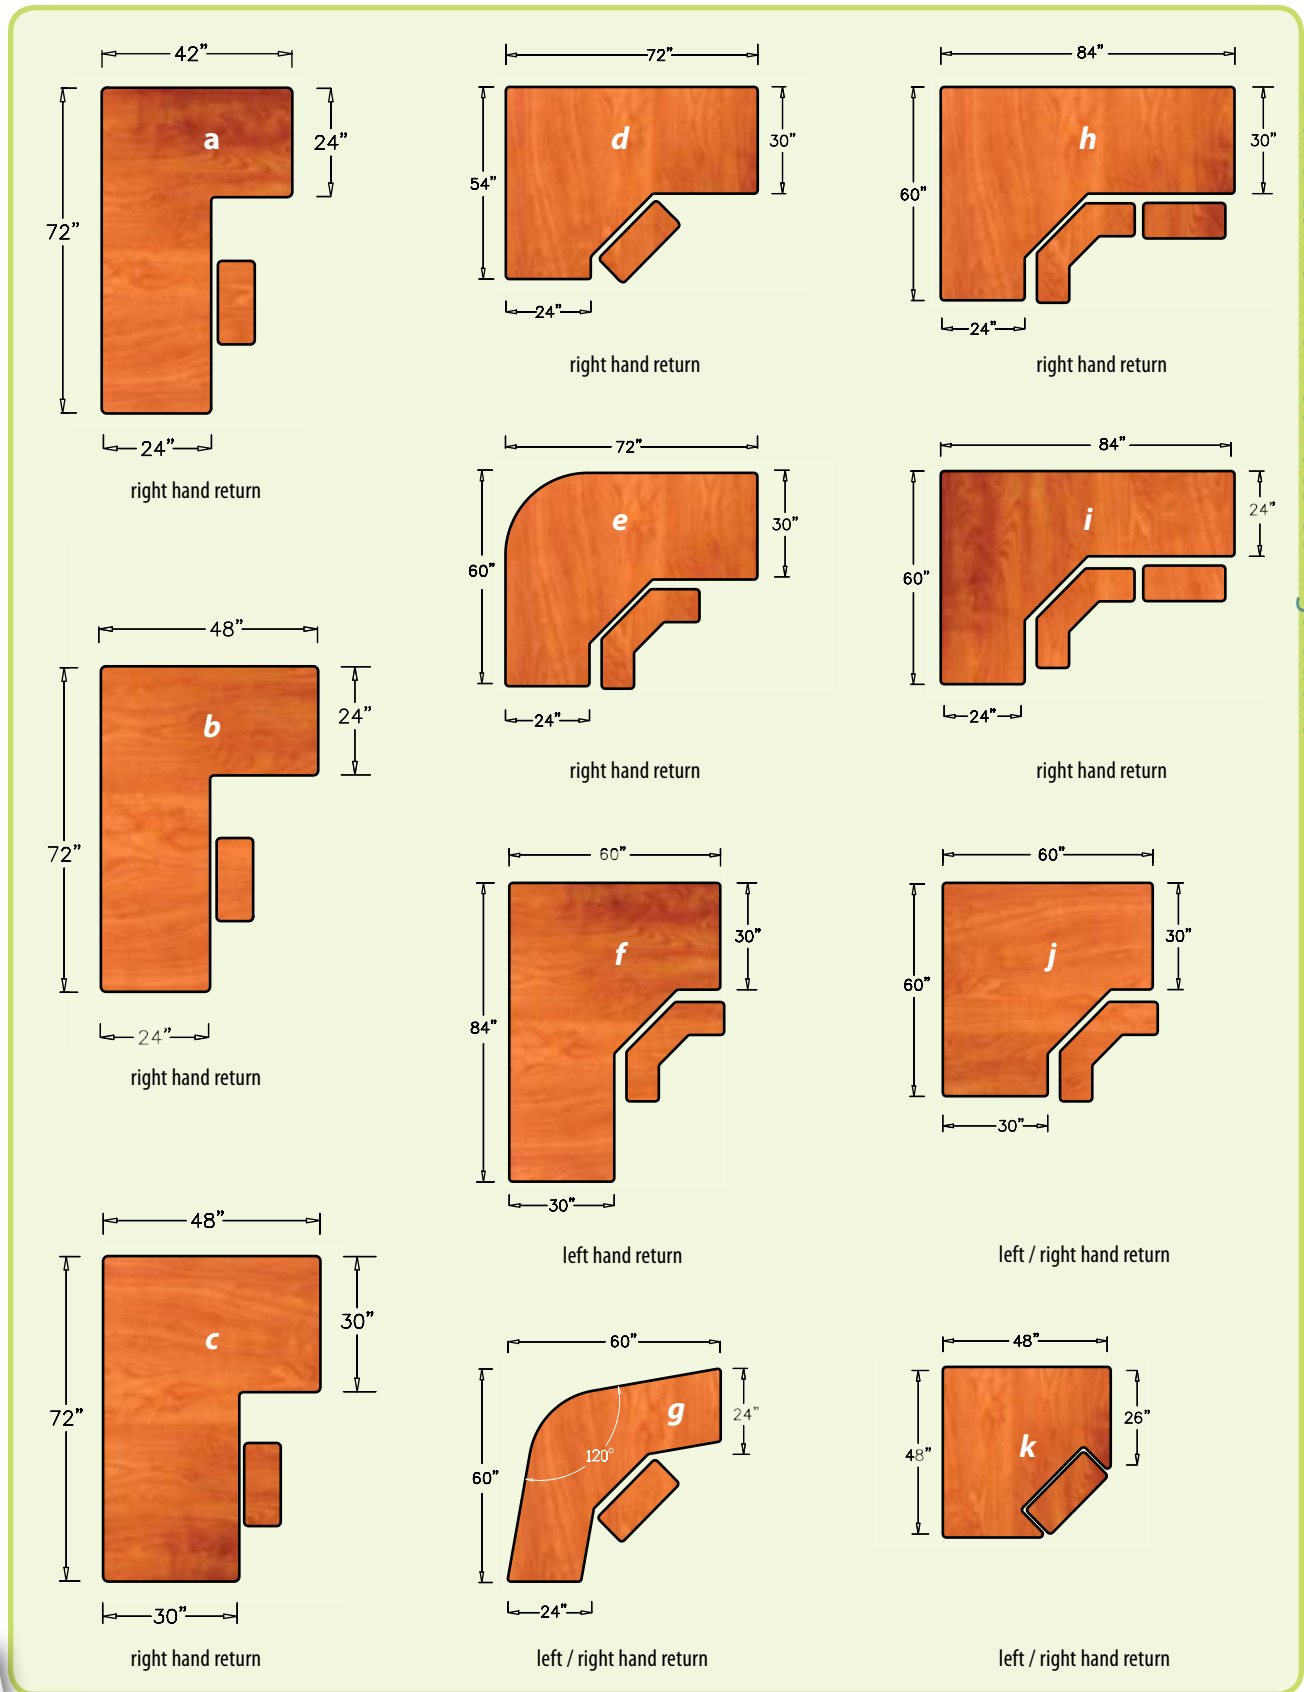 42”
a
24”
72”
24”
right hand return
48”
b
24”
72”
24”
right hand return
48”
c
30”
72”
30”
right hand return
72”
d
30”
54”
24”
right hand return
72”
e
30”
60”
24”
right hand return
60”
f
30”
84”
30”
left hand return
60”
g
24”
120°
60”
24”
left / right hand return
84”
h
30”
60”
24”
right hand return
84”
i
24”
60”
24”
right hand return
60”
j
30”
60”
30”
left / right hand return
48”
k
26”
48”
left / right hand return